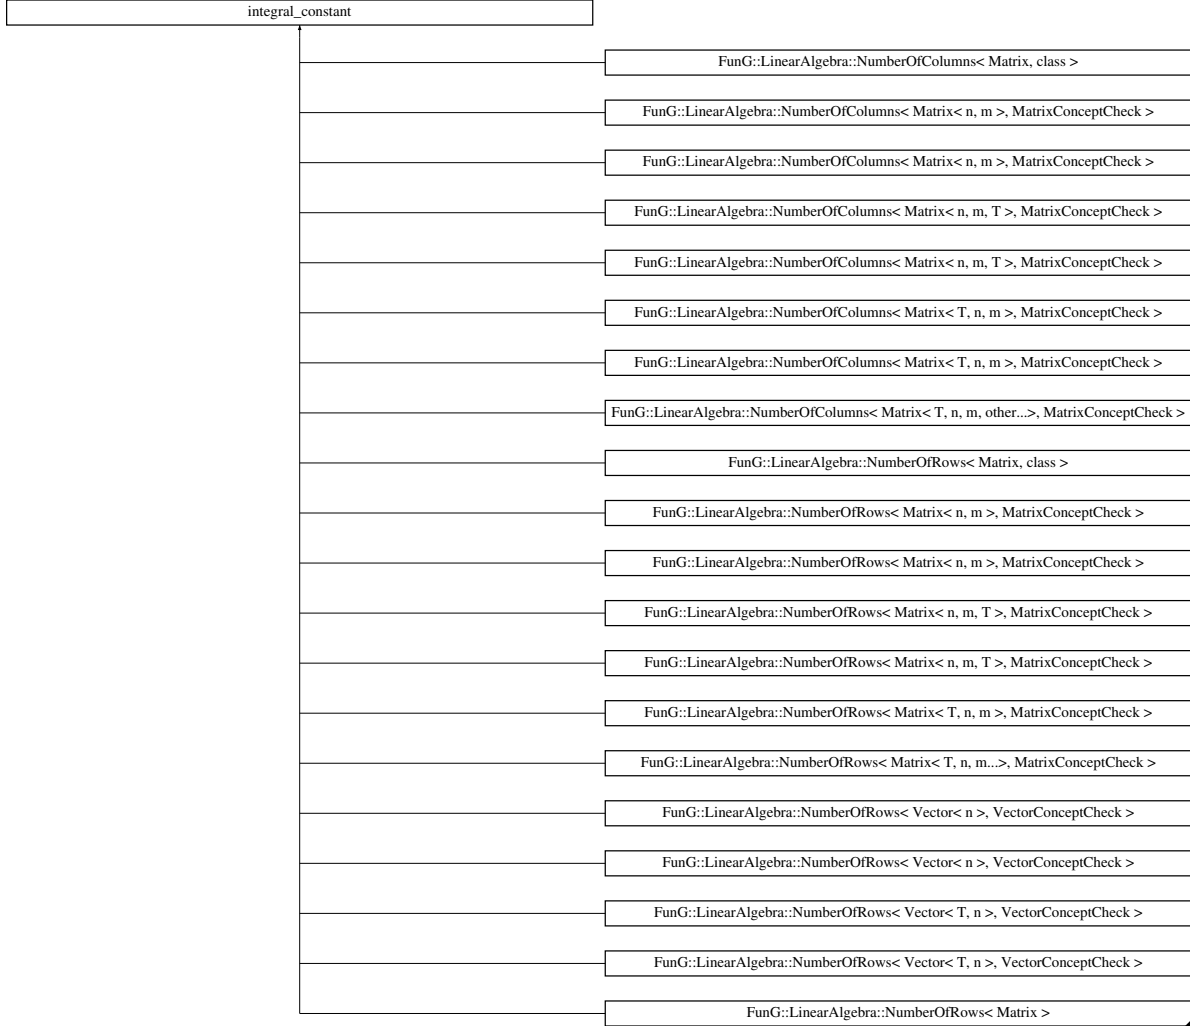 integral_constant
FunG::LinearAlgebra::NumberOfColumns< Matrix, class >
FunG::LinearAlgebra::NumberOfColumns< Matrix< n, m >, MatrixConceptCheck >
FunG::LinearAlgebra::NumberOfColumns< Matrix< n, m >, MatrixConceptCheck >
FunG::LinearAlgebra::NumberOfColumns< Matrix< n, m, T >, MatrixConceptCheck >
FunG::LinearAlgebra::NumberOfColumns< Matrix< n, m, T >, MatrixConceptCheck >
FunG::LinearAlgebra::NumberOfColumns< Matrix< T, n, m >, MatrixConceptCheck >
FunG::LinearAlgebra::NumberOfColumns< Matrix< T, n, m >, MatrixConceptCheck >
FunG::LinearAlgebra::NumberOfColumns< Matrix< T, n, m, other...>, MatrixConceptCheck >
FunG::LinearAlgebra::NumberOfRows< Matrix, class >
FunG::LinearAlgebra::NumberOfRows< Matrix< n, m >, MatrixConceptCheck >
FunG::LinearAlgebra::NumberOfRows< Matrix< n, m >, MatrixConceptCheck >
FunG::LinearAlgebra::NumberOfRows< Matrix< n, m, T >, MatrixConceptCheck >
FunG::LinearAlgebra::NumberOfRows< Matrix< n, m, T >, MatrixConceptCheck >
FunG::LinearAlgebra::NumberOfRows< Matrix< T, n, m >, MatrixConceptCheck >
FunG::LinearAlgebra::NumberOfRows< Matrix< T, n, m...>, MatrixConceptCheck >
FunG::LinearAlgebra::NumberOfRows< Vector< n >, VectorConceptCheck >
FunG::LinearAlgebra::NumberOfRows< Vector< n >, VectorConceptCheck >
FunG::LinearAlgebra::NumberOfRows< Vector< T, n >, VectorConceptCheck >
FunG::LinearAlgebra::NumberOfRows< Vector< T, n >, VectorConceptCheck >
FunG::LinearAlgebra::NumberOfRows< Matrix >